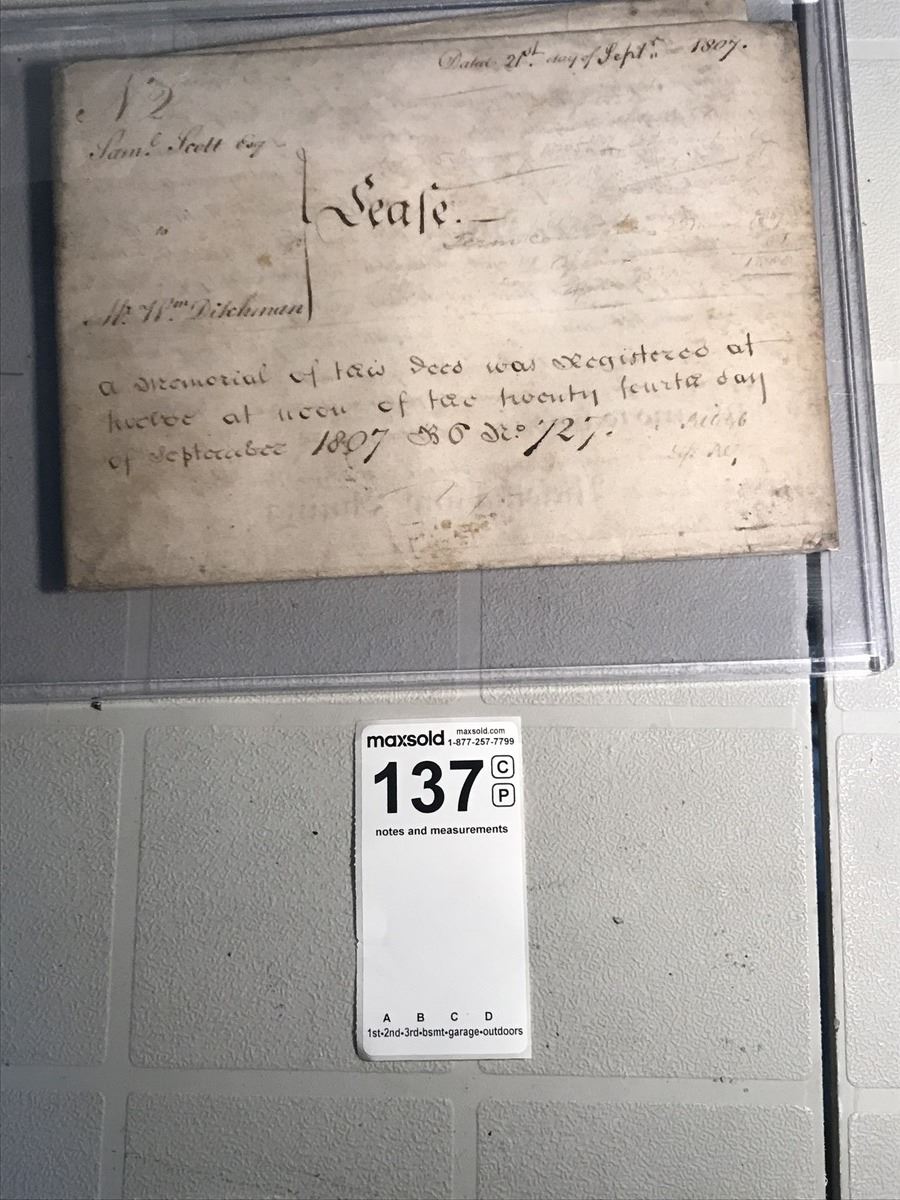 Dated 21st day of Septr 1807.
N 2
Saml Scott Esq
to
Lease.
Mr Wm Ditchman
a Memorial of this Deed was Registered at
twelve at noon of the twenty fourth day
of September 1807 B 6 No 727.
maxsold maxsold.com
1-877-257-7799
137 C P
notes and measurements
A B C D
1st-2nd-3rd-bsmt-garage-outdoors